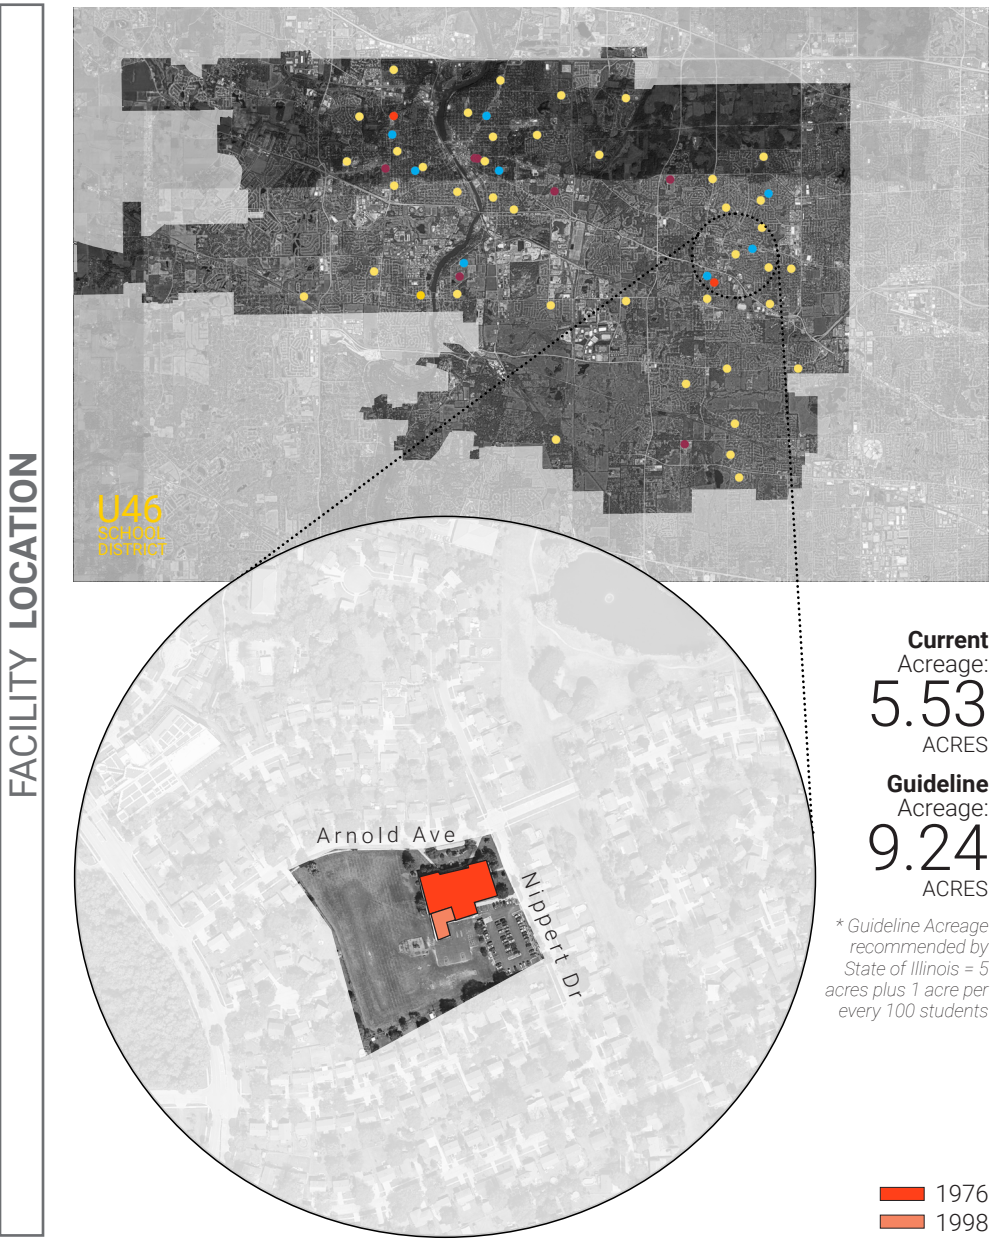 FACILITY LOCATION
U46
SCHOOL
DISTRICT
Current
Acreage:
5.53
ACRES
Guideline
Acreage:
9.24
ACRES
* Guideline Acreage
recommended by
State of Illinois = 5
acres plus 1 acre per
every 100 students
Arnold Ave
Nippert Dr
1976
1998